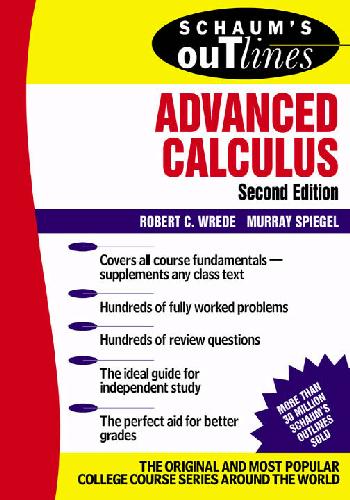 SCHAUM'S
ouTlines
ADVANCED
CALCULUS
Second Edition
ROBERT C. WREDE MURRAY SPIEGEL
Covers all course fundamentals —
supplements any class text
Hundreds of fully worked problems
Hundreds of review questions
The ideal guide for
independent study
The perfect aid for better
grades
MORE THAN
30 MILLION
SCHAUM'S
OUTLINES
SOLD
THE ORIGINAL AND MOST POPULAR
COLLEGE COURSE SERIES AROUND THE WORLD